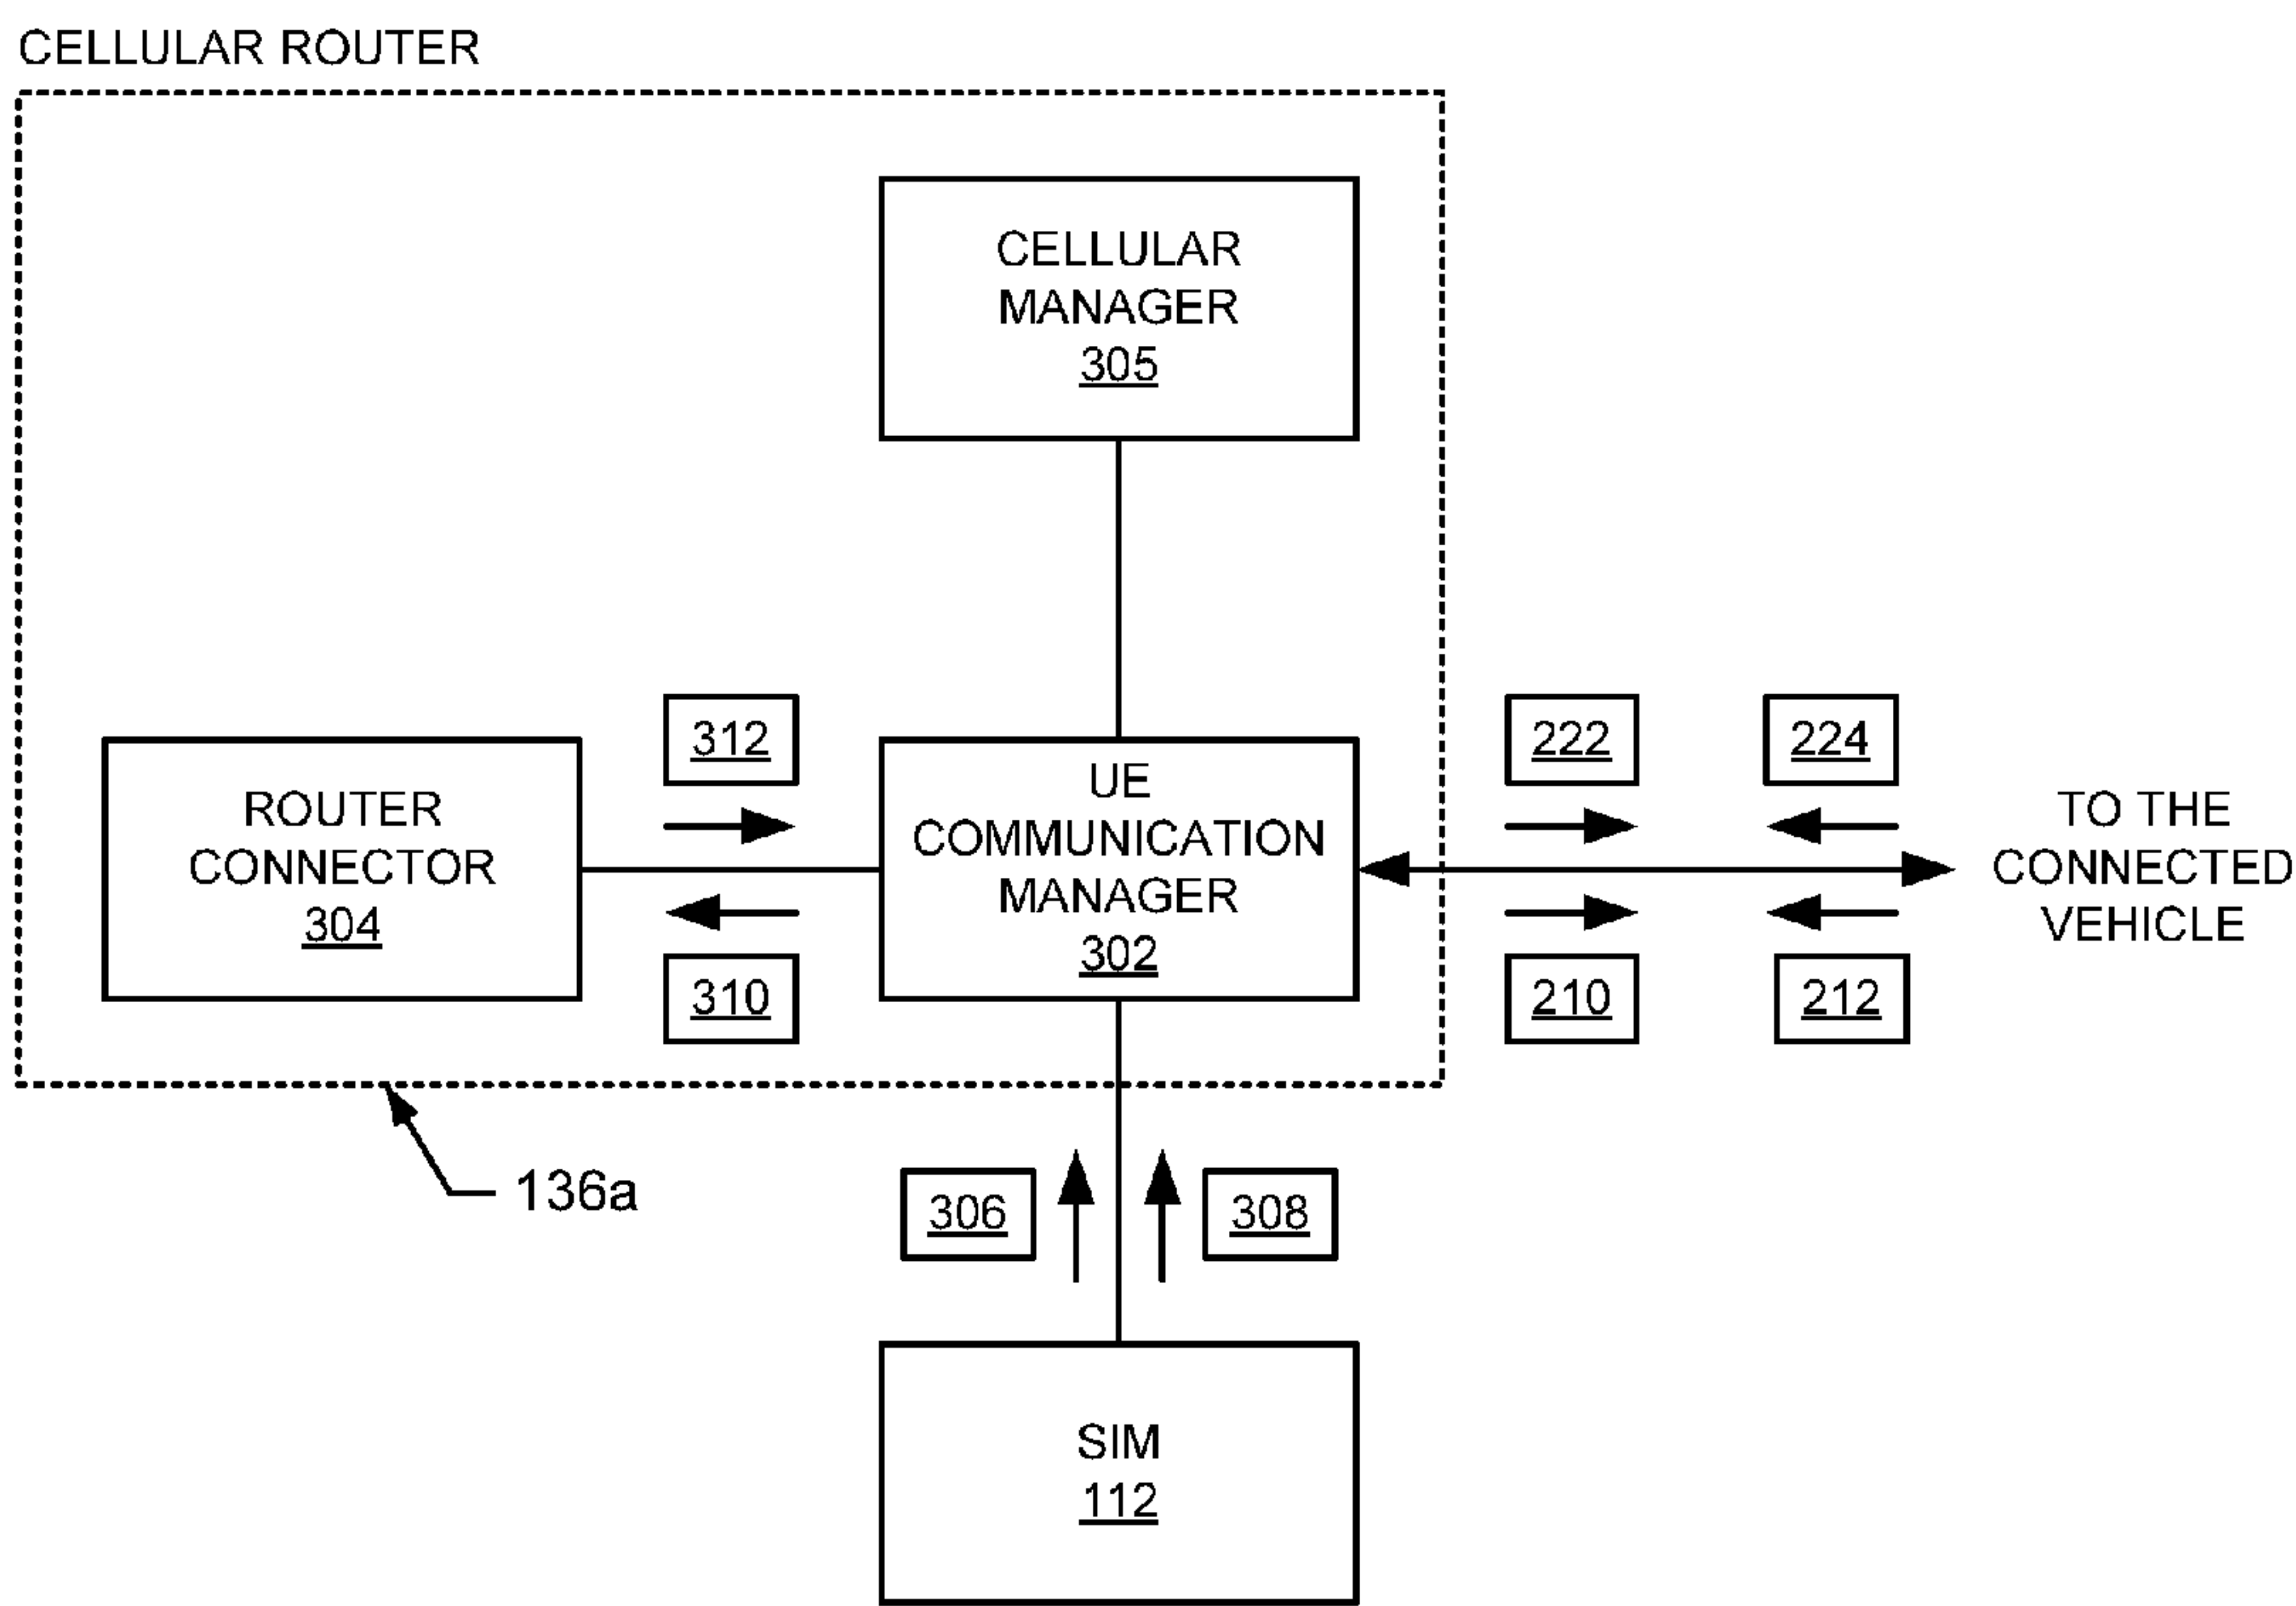 CELLULAR ROUTER
CELLULAR
MANAGER
305
312
222
224
ROUTER
CONNECTOR
304
UE
COMMUNICATION
MANAGER
302
TO THE
CONNECTED
VEHICLE
310
210
212
136a
306
308
SIM
112